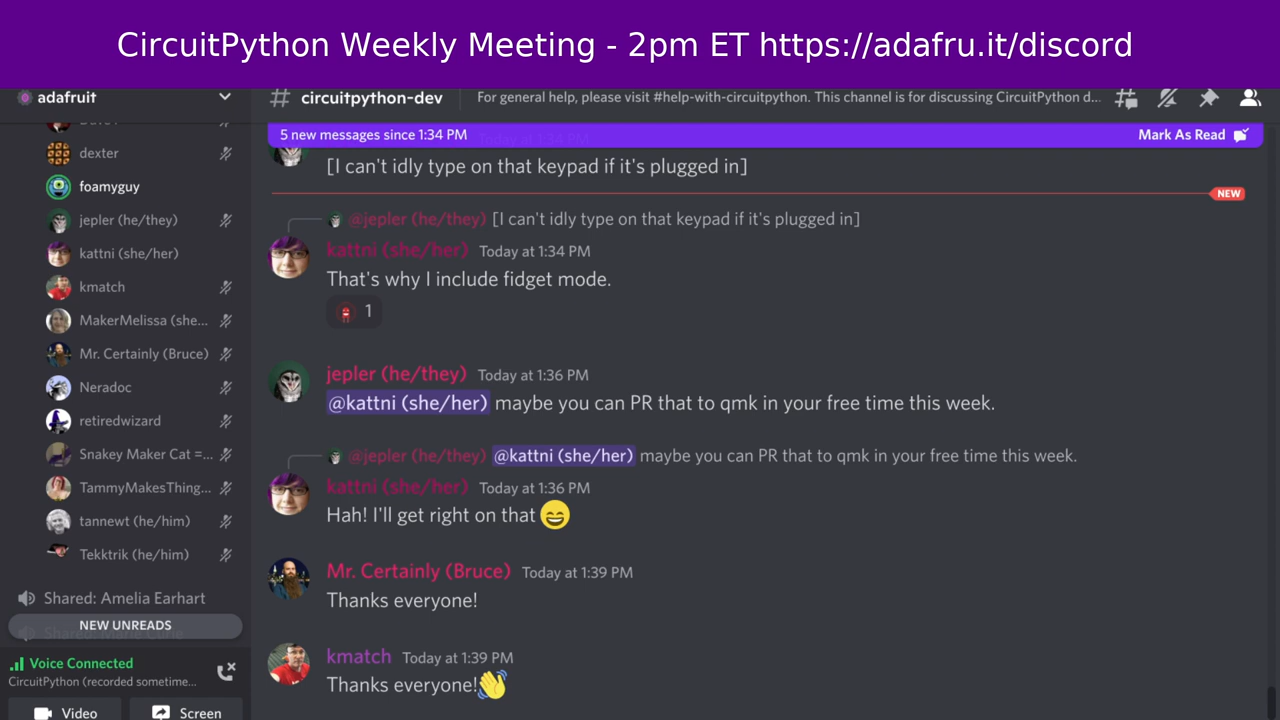 CircuitPython Weekly Meeting - 2pm ET https://adafru.it/discord
adafruit
dexter
foamyguy
jepler (he/they)
kattni (she/her)
kmatch
MakerMelissa (she...
Mr. Certainly (Bruce)
Neradoc
retiredwizard
Snakey Maker Cat =...
TammyMakesThing...
tannewt (he/him)
Tekktrik (he/him)
Shared: Amelia Earhart
NEW UNREADS
Shared: Marie Curie
Voice Connected
CircuitPython (recorded sometime...
Video
Screen
# circuitpython-dev
For general help, please visit #help-with-circuitpython. This channel is for discussing CircuitPython d...
5 new messages since 1:34 PM
Today at 1:34 PM
Mark As Read
[I can't idly type on that keypad if it's plugged in]
NEW
@jepler (he/they) [I can't idly type on that keypad if it's plugged in]
kattni (she/her) Today at 1:34 PM
That's why I include fidget mode.
1
jepler (he/they) Today at 1:36 PM
@kattni (she/her) maybe you can PR that to qmk in your free time this week.
@jepler (he/they) @kattni (she/her) maybe you can PR that to qmk in your free time this week.
kattni (she/her) Today at 1:36 PM
Hah! I'll get right on that
Mr. Certainly (Bruce) Today at 1:39 PM
Thanks everyone!
kmatch Today at 1:39 PM
Thanks everyone!